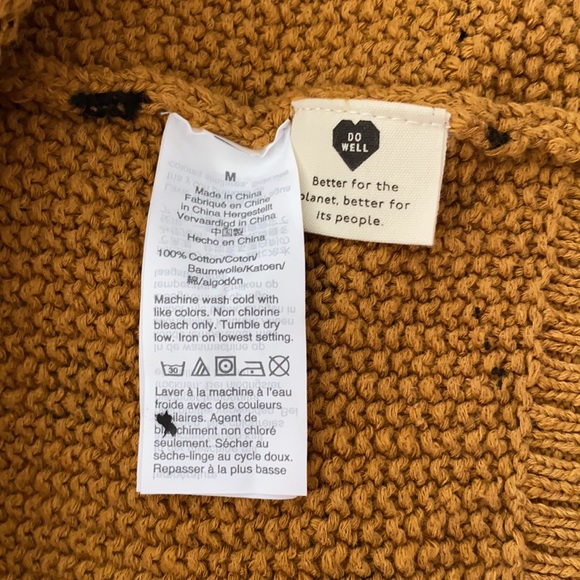 M
Made in China
Fabriqué en Chine
in China Hergestellt
Vervaardigd in China
中国製
Hecho en China
100% Cotton/Coton/
Baumwolle/Katoen/
綿/algodón
Machine wash cold with
like colors. Non chlorine
bleach only. Tumble dry
low. Iron on lowest setting.
30
Laver à la machine à l'eau
froide avec des couleurs
similaires. Agent de
blanchiment non chloré
seulement. Sécher au
sèche-linge au cycle doux.
Repasser à la plus basse
DO
WELL
Better for the
planet, better for
its people.